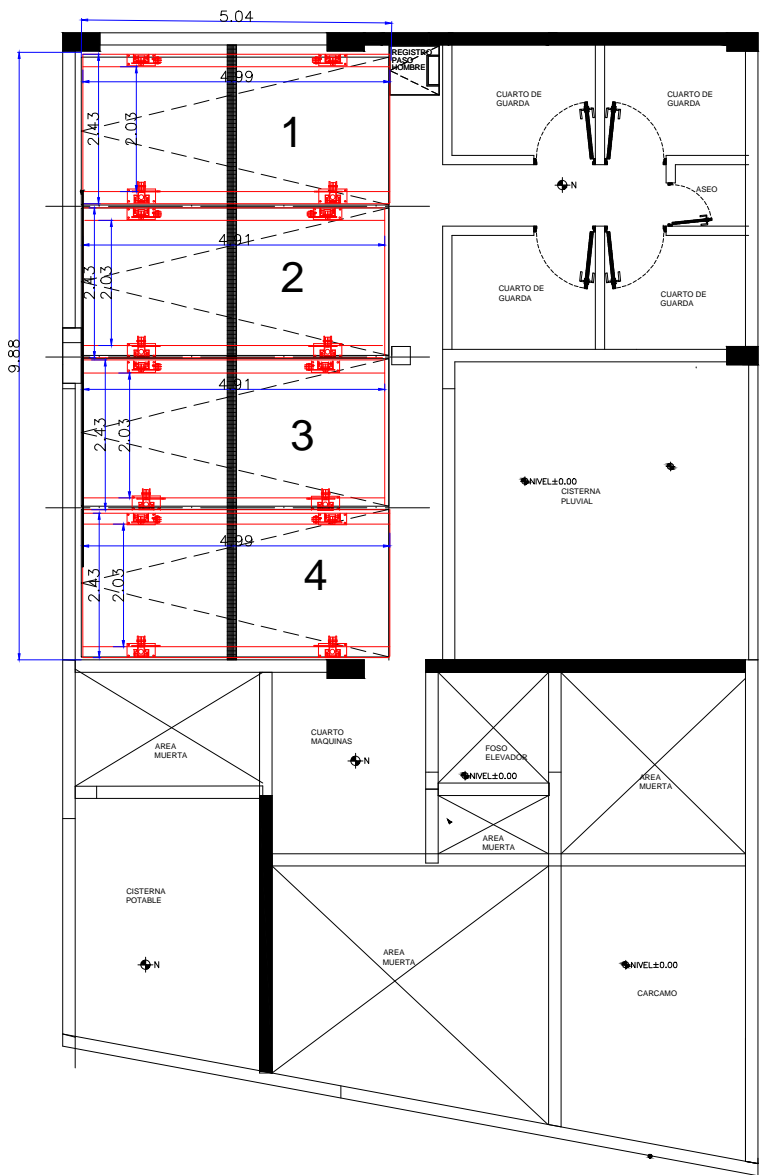 5.04
REGISTRO
PASO
HOMBRE
4.99
CUARTO DE
GUARDA
CUARTO DE
GUARDA
2.43
2.03
1
N
ASEO
4.91
2.43
2.03
2
CUARTO DE
GUARDA
CUARTO DE
GUARDA
9.88
4.91
2.43
2.03
3
NIVEL±0.00
CISTERNA
PLUVIAL
4.99
2.43
2.03
4
AREA
MUERTA
CUARTO
MAQUINAS
N
FOSO
ELEVADOR
NIVEL±0.00
AREA
MUERTA
AREA
MUERTA
CISTERNA
POTABLE
N
AREA
MUERTA
NIVEL±0.00
CARCAMO